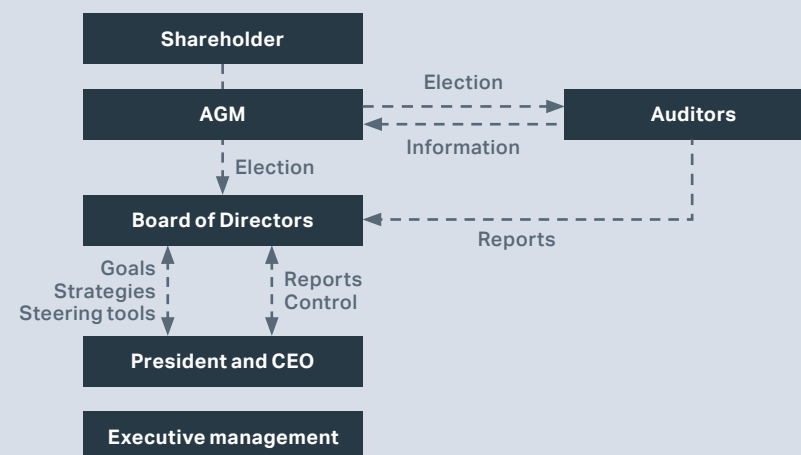 Shareholder
Election
AGM
Auditors
Information
Election
Board of Directors
Reports
Goals
Strategies
Steering tools
Reports
Control
President and CEO
Executive management